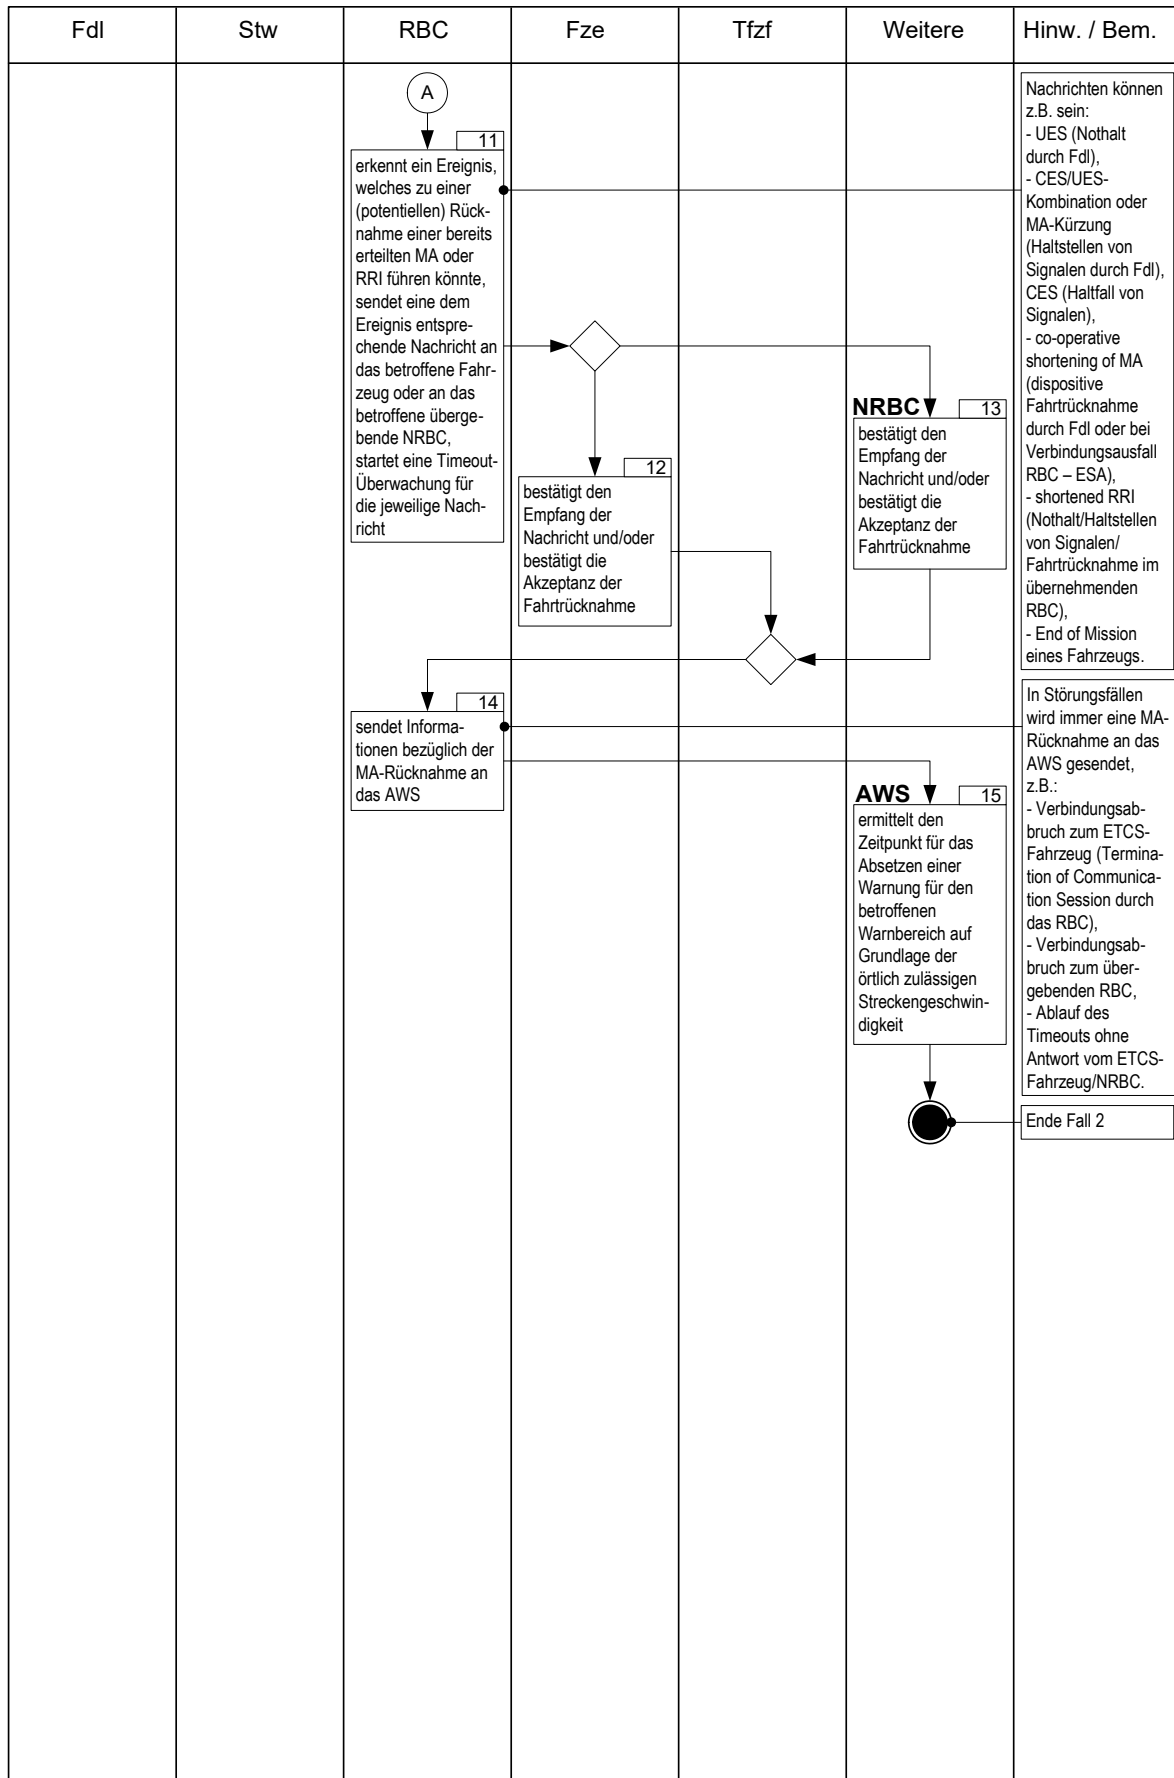 Fdl
Stw
RBC
Fze
Tfzf
Weitere
Hinw. / Bem.
A
11
erkennt ein Ereignis,
welches zu einer
(potentiellen) Rück-
nahme einer bereits
erteilten MA oder
RRI führen könnte,
sendet eine dem
Ereignis entspre-
chende Nachricht an
das betroffene Fahr-
zeug oder an das
betroffene überge-
bende NRBC,
startet eine Timeout-
Überwachung für
die jeweilige Nach-
richt
Nachrichten können
z.B. sein:
- UES (Nothalt
durch Fdl),
- CES/UES-
Kombination oder
MA-Kürzung
(Haltstellen von
Signalen durch Fdl),
CES (Haltfall von
Signalen),
- co-operative
shortening of MA
(dispositive
Fahrtrücknahme
durch Fdl oder bei
Verbindungsausfall
RBC – ESA),
- shortened RRI
(Nothalt/Haltstellen
von Signalen/
Fahrtrücknahme im
übernehmenden
RBC),
- End of Mission
eines Fahrzeugs.
12
bestätigt den
Empfang der
Nachricht und/oder
bestätigt die
Akzeptanz der
Fahrtrücknahme
NRBC
13
bestätigt den
Empfang der
Nachricht und/oder
bestätigt die
Akzeptanz der
Fahrtrücknahme
14
sendet Informa-
tionen bezüglich der
MA-Rücknahme an
das AWS
In Störungsfällen
wird immer eine MA-
Rücknahme an das
AWS gesendet,
z.B.:
- Verbindungsab-
bruch zum ETCS-
Fahrzeug (Termina-
tion of Communica-
tion Session durch
das RBC),
- Verbindungsab-
bruch zum über-
gebenden RBC,
- Ablauf des
Timeouts ohne
Antwort vom ETCS-
Fahrzeug/NRBC.
AWS
15
ermittelt den
Zeitpunkt für das
Absetzen einer
Warnung für den
betroffenen
Warnbereich auf
Grundlage der
örtlich zulässigen
Streckengeschwin-
digkeit
Ende Fall 2